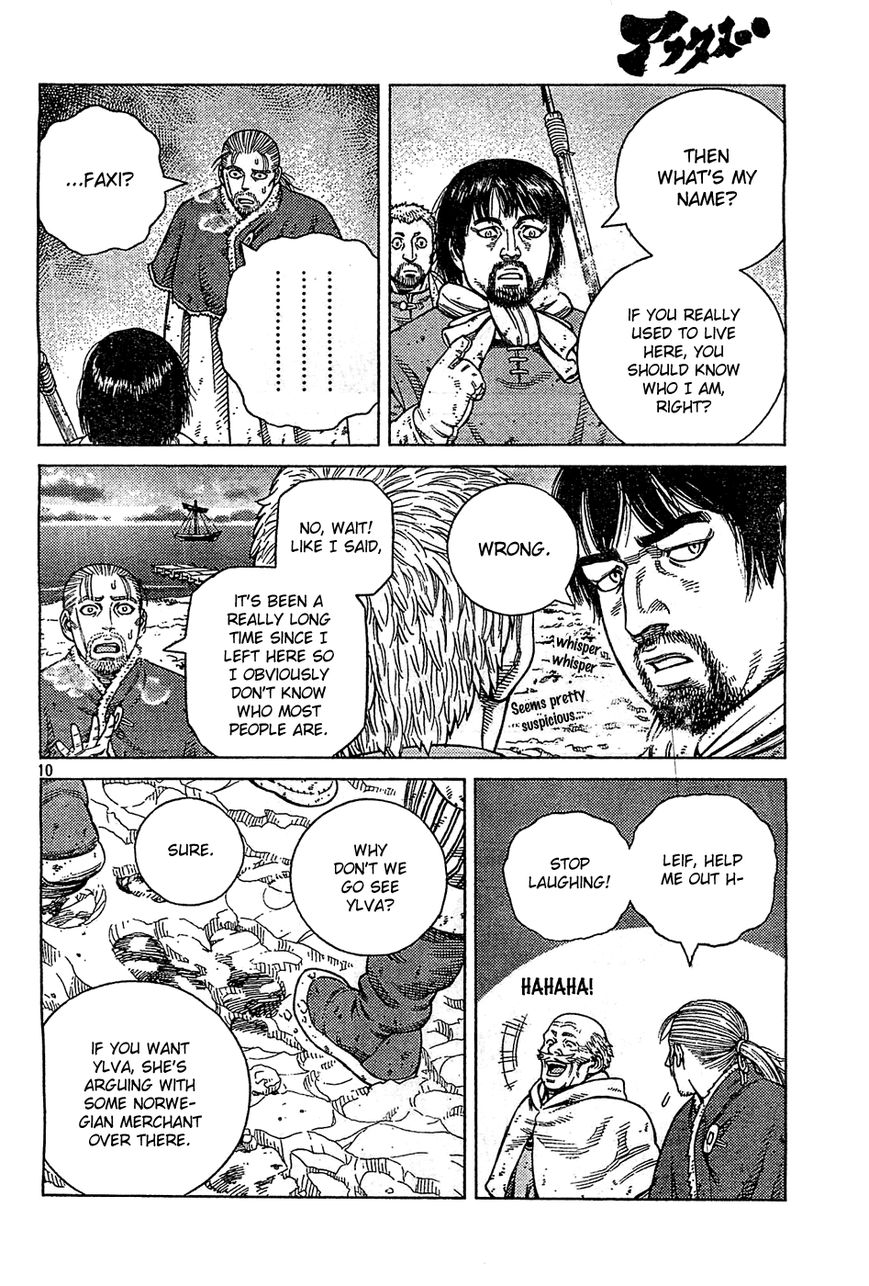 アフタヌーン
THEN
WHAT'S MY
NAME?
IF YOU REALLY
USED TO LIVE
HERE, YOU
SHOULD KNOW
WHO I AM,
RIGHT?
...FAXI?
WRONG.
whisper
whisper
Seems pretty
suspicious...
NO, WAIT!
LIKE I SAID,
IT'S BEEN A
REALLY LONG
TIME SINCE I
LEFT HERE SO
I OBVIOUSLY
DON'T KNOW
WHO MOST
PEOPLE ARE.
10
LEIF, HELP
ME OUT H-
STOP
LAUGHING!
HAHAHA!
WHY
DON'T WE
GO SEE
YLVA?
SURE.
IF YOU WANT
YLVA, SHE'S
ARGUING WITH
SOME NORWE-
GIAN MERCHANT
OVER THERE.